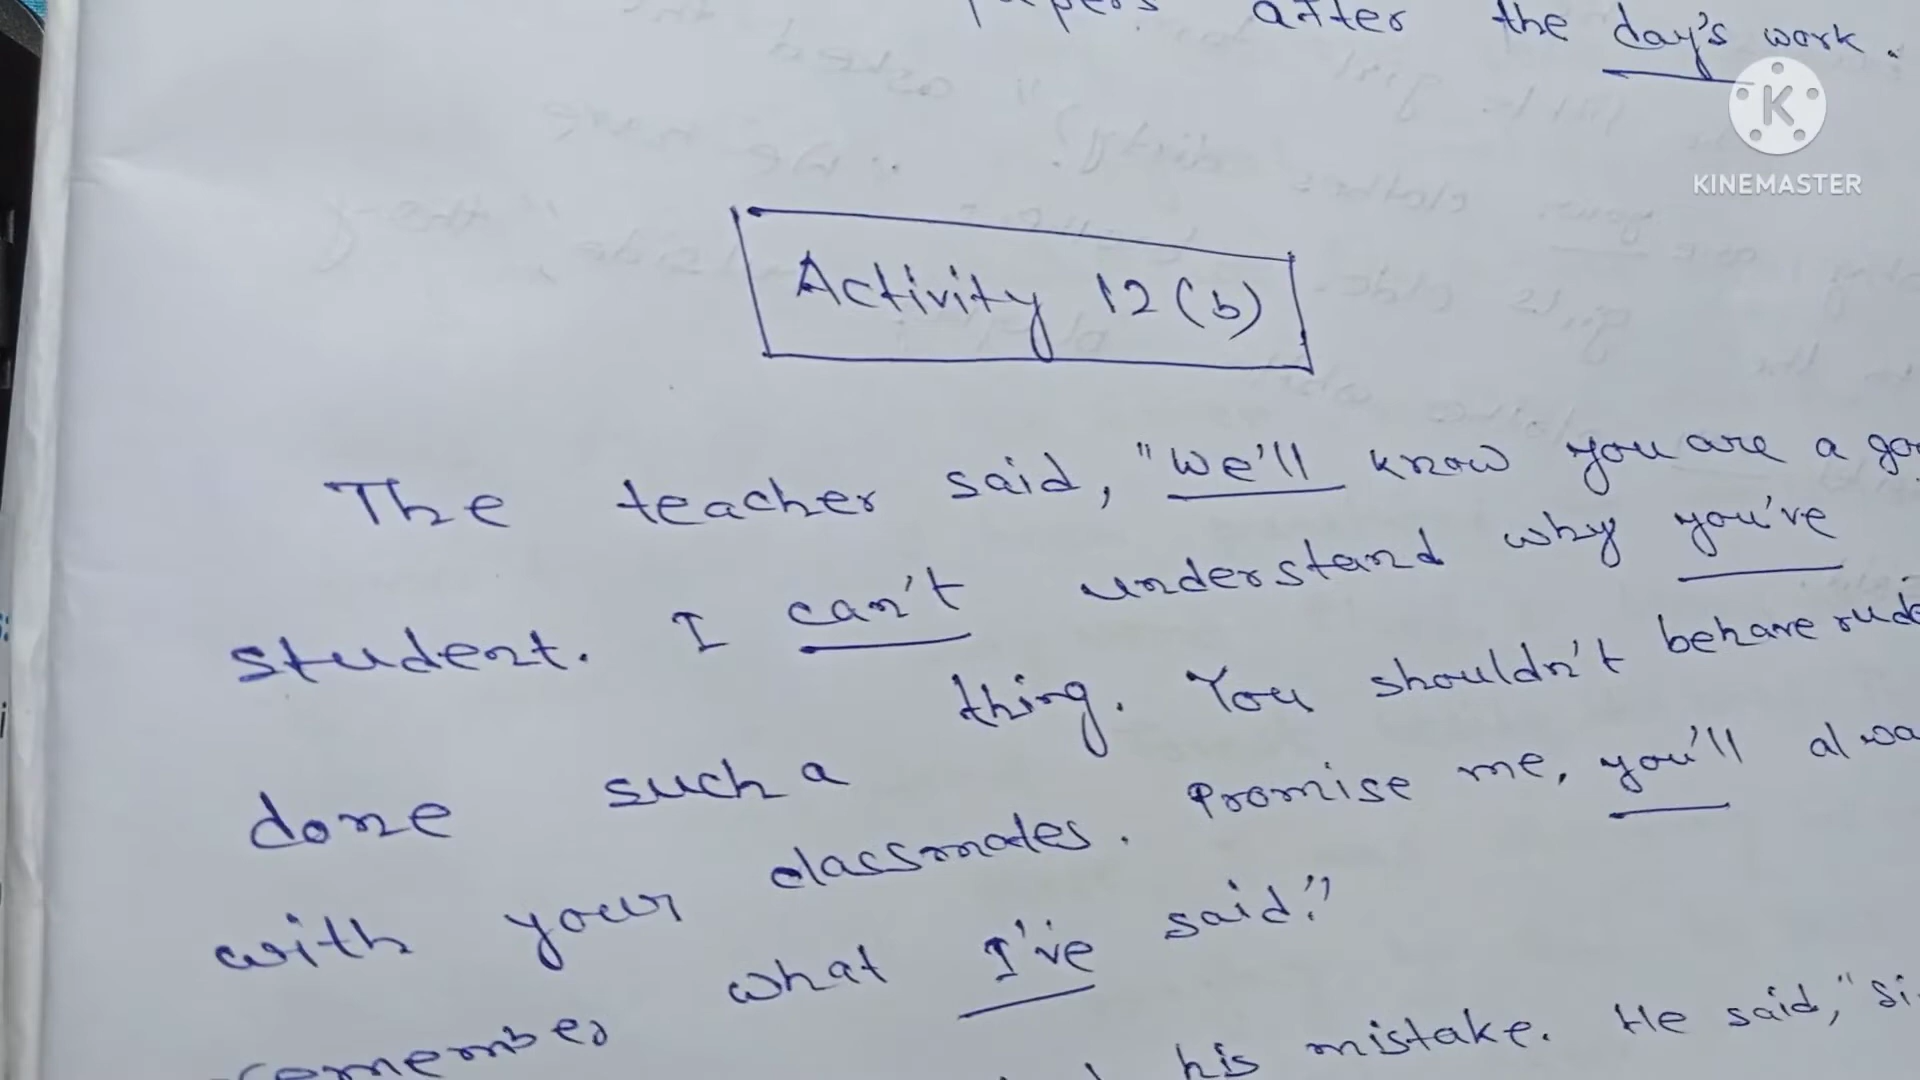 after the day's work.
KINEMASTER
Activity 12(b)
The teacher said, "We'll know you are a
student. I can't understand why you've
done such a thing. You shouldn't behave
with your classmates. Promise me, you'll
what I've said."
his mistake. He said, "